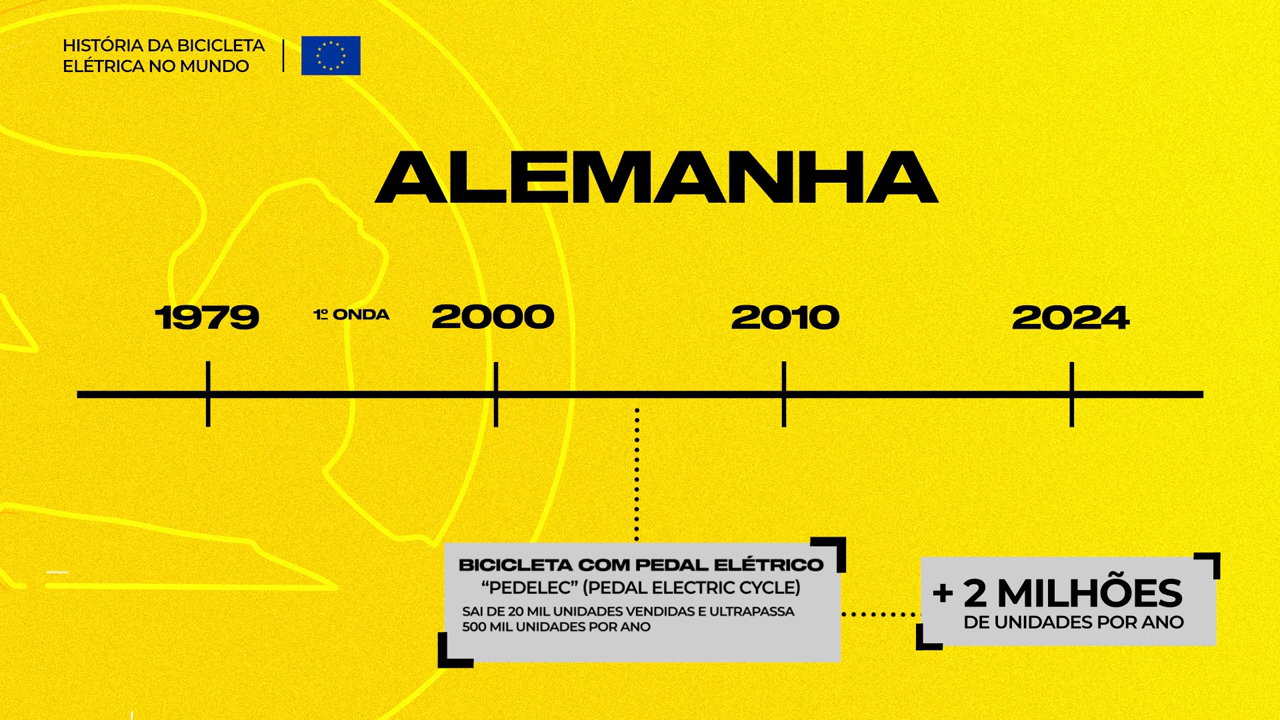 HISTÓRIA DA BICICLETA
ELÉTRICA NO MUNDO
ALEMANHA
1979
1º ONDA
2000
2010
2024
BICICLETA COM PEDAL ELÉTRICO
“PEDELEC” (PEDAL ELECTRIC CYCLE)
SAI DE 20 MIL UNIDADES VENDIDAS E ULTRAPASSA
500 MIL UNIDADES POR ANO
+ 2 MILHÕES
DE UNIDADES POR ANO